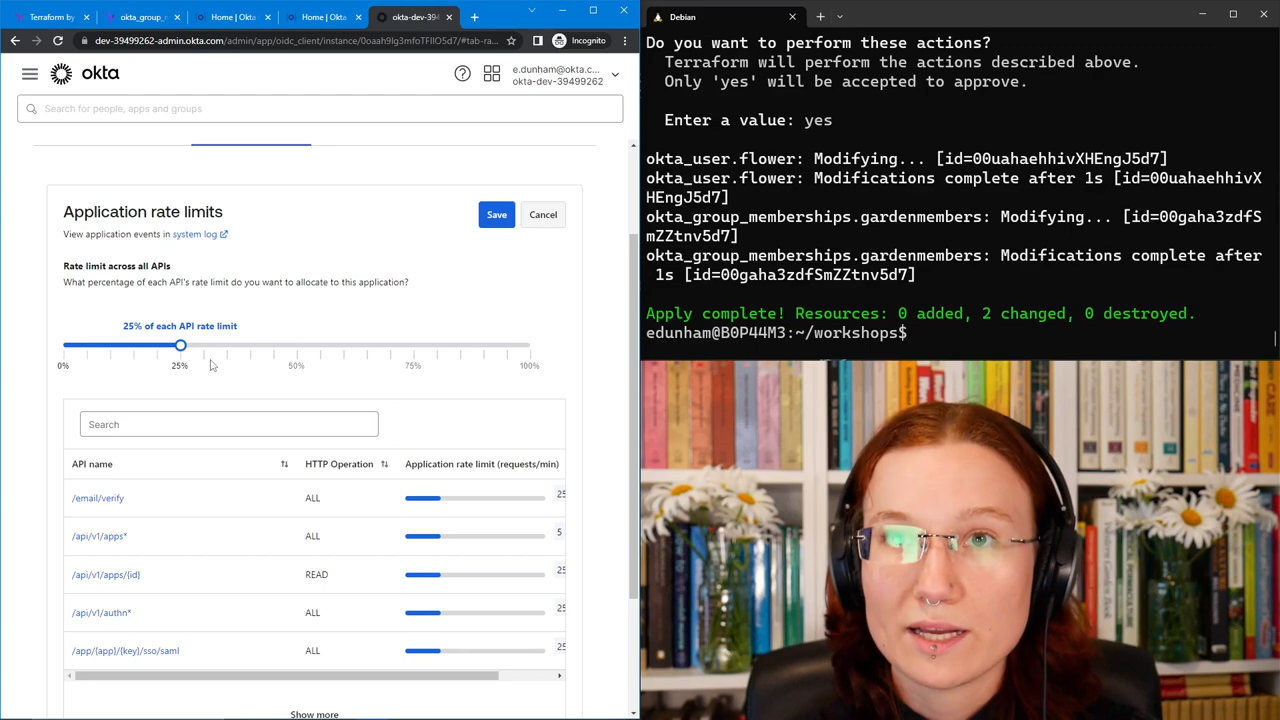 Terraform by
okta_group_r
Home | Okta
Home | Okta
okta-dev-394
dev-39499262-admin.okta.com/admin/app/oidc_client/instance/0oaah9lg3mfoTFIIO5d7/#tab-ra...
Incognito
okta
e.dunham@okta.c...
okta-dev-39499262
Search for people, apps and groups
Application rate limits
Save
Cancel
View application events in system log
Rate limit across all APIs
What percentage of each API's rate limit do you want to allocate to this application?
25% of each API rate limit
0%
25%
50%
75%
100%
Search
API name
HTTP Operation
Application rate limit (requests/min)
/email/verify
ALL
25
/api/v1/apps*
ALL
5
/api/v1/apps/{id}
READ
25
/api/v1/authn*
ALL
25
/app/{app}/{key}/sso/saml
ALL
25
Show more
Debian
Do you want to perform these actions?
Terraform will perform the actions described above.
Only 'yes' will be accepted to approve.
Enter a value: yes
okta_user.flower: Modifying... [id=00uahaehhivXHEngJ5d7]
okta_user.flower: Modifications complete after 1s [id=00uahaehhivX
HEngJ5d7]
okta_group_memberships.gardenmembers: Modifying... [id=00gaha3zdfS
mZZtnv5d7]
okta_group_memberships.gardenmembers: Modifications complete after
1s [id=00gaha3zdfSmZZtnv5d7]
Apply complete! Resources: 0 added, 2 changed, 0 destroyed.
edunham@B0P44M3:~/workshops$